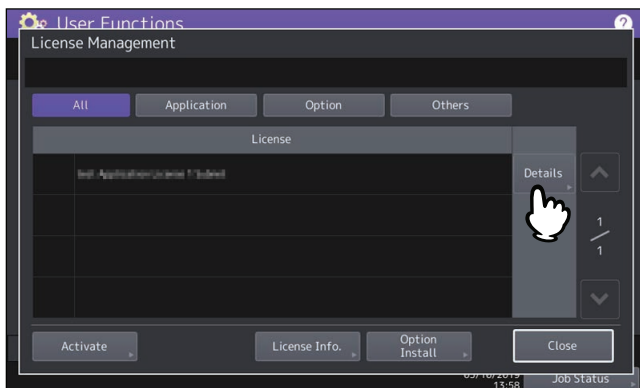 User Functions
License Management
All Application Option Others
License
Details
1
1
Activate License Info. Option Install Close
13:58 Job Status